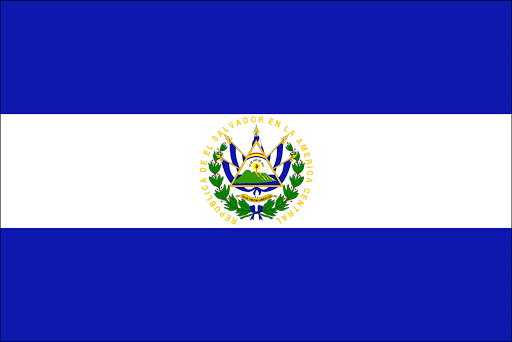 REPUBLICA DE EL SALVADOR EN LA AMERICA CENTRAL